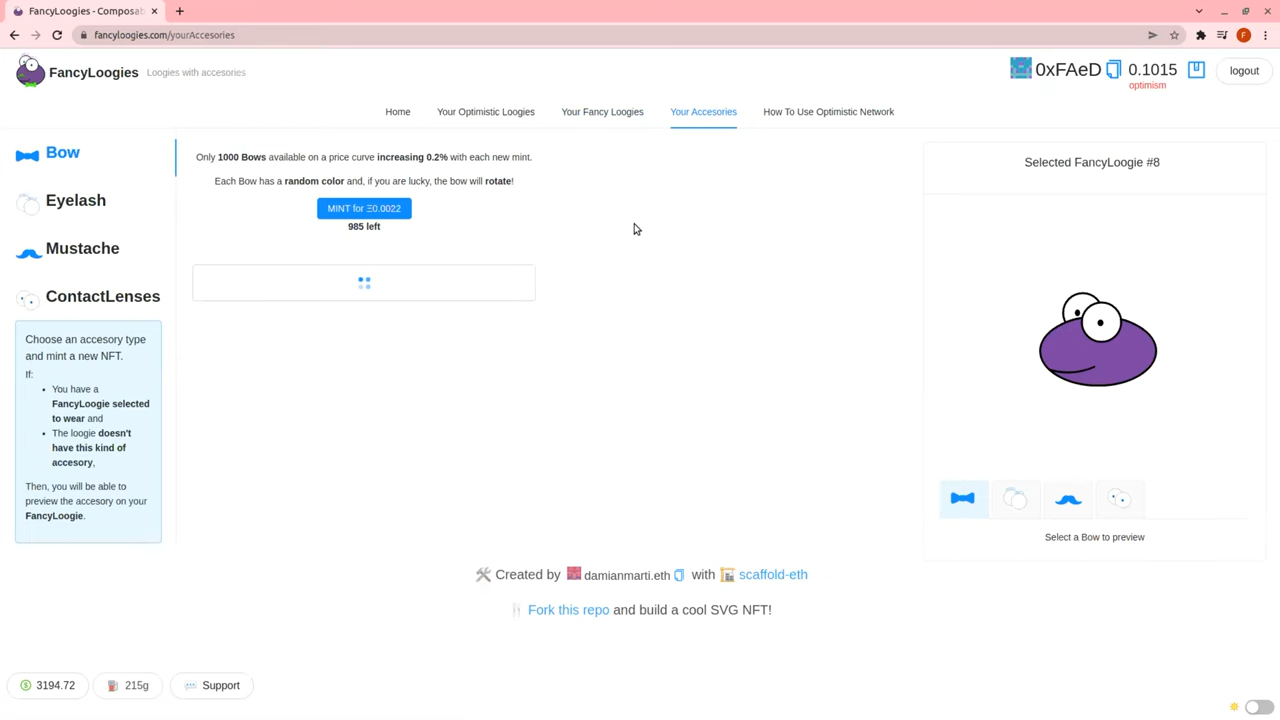 FancyLoogies - Composab
fancyloogies.com/yourAccesories
F
FancyLoogies Loogies with accesories
0xFAeD 0.1015 logout
optimism
Home Your Optimistic Loogies Your Fancy Loogies Your Accesories How To Use Optimistic Network
Bow
Eyelash
Mustache
ContactLenses
Choose an accesory type
and mint a new NFT.
If:
You have a
FancyLoogie selected
to wear and
The loogie doesn't
have this kind of
accesory,
Then, you will be able to
preview the accesory on your
FancyLoogie.
Only 1000 Bows available on a price curve increasing 0.2% with each new mint.
Each Bow has a random color and, if you are lucky, the bow will rotate!
MINT for Ξ0.0022
985 left
Selected FancyLoogie #8
Select a Bow to preview
Created by damianmarti.eth with scaffold-eth
Fork this repo and build a cool SVG NFT!
3194.72 215g Support